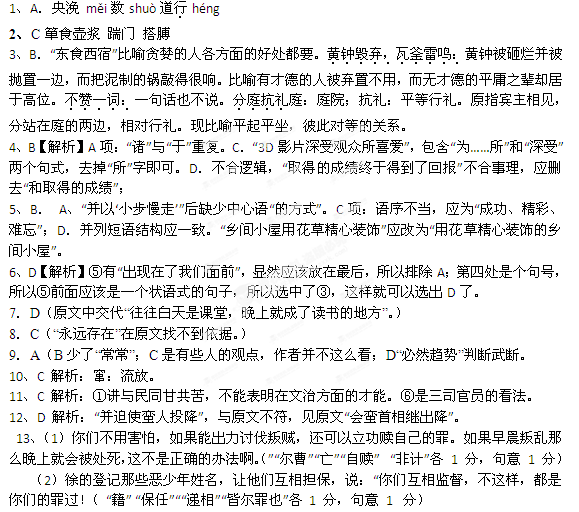 1、A．央浼 měi数 shuò道行 héng
2、C 箪食壶浆 踹门 搭膊
3、B．“东食西宿”比喻贪婪的人各方面的好处都要。黄钟毁弃，瓦釜雷鸣：黄钟被砸烂并被
抛置一边，而把泥制的锅敲得很响。比喻有才德的人被弃置不用，而无才德的平庸之辈却居
于高位。不赞一词：一句话也不说。分庭抗礼庭：庭院；抗礼：平等行礼。原指宾主相见，
分站在庭的两边，相对行礼。现比喻平起平坐，彼此对等的关系。
4、B【解析】A 项：“诸”与“于”重复。C．“3D 影片深受观众所喜爱”，包含“为……所”和“深受”
两个句式，去掉“所”字即可。D．不合逻辑，“取得的成绩终于得到了回报”不合事理，应删
去“和取得的成绩”；
5、B． A、“并以‘小步慢走’”后缺少中心语“的方式”。C 项：语序不当，应为“成功、精彩、
难忘”；D．并列短语结构应一致。“乡间小屋用花草精心装饰”应改为“用花草精心装饰的乡
间小屋”。
6、D【解析】⑤有“出现在了我们面前”，显然应该放在最后，所以排除 A；第四处是个句号，
所以⑤前面应该是一个状语式的句子，所以选中了③，这样就可以选出 D 了。
7．D（原文中交代“往往白天是课堂，晚上就成了读书的地方”。）
8．C（“永远存在”在原文找不到依据。）
9．A（B 少了“常常”；C 是有些人的观点，作者并不这么看；D“必然趋势”判断武断。
10、C 解析：窜：流放。
11、C 解析：①讲与民同甘共苦，不能表明在文治方面的才能。⑥是三司官员的看法。
12、D 解析：“并迫使蛮人投降”，与原文不符，见原文“会蛮首相继出降”。
13、（1）你们不用害怕，如果能出力讨伐叛贼，还可以立功赎自己的罪。如果早晨叛乱那
么晚上就会被处死，这不是正确的办法啊。（”“尔曹”“亡”“自赎” “非计”各 1 分，句意 1 分）
（2）徐的登记那些恶少年姓名，让他们互相担保，说：“你们互相监督，不这样，都是
你们的罪过！（ “籍” “保任”“递相”“皆尔罪也”各 1 分，句意 1 分）